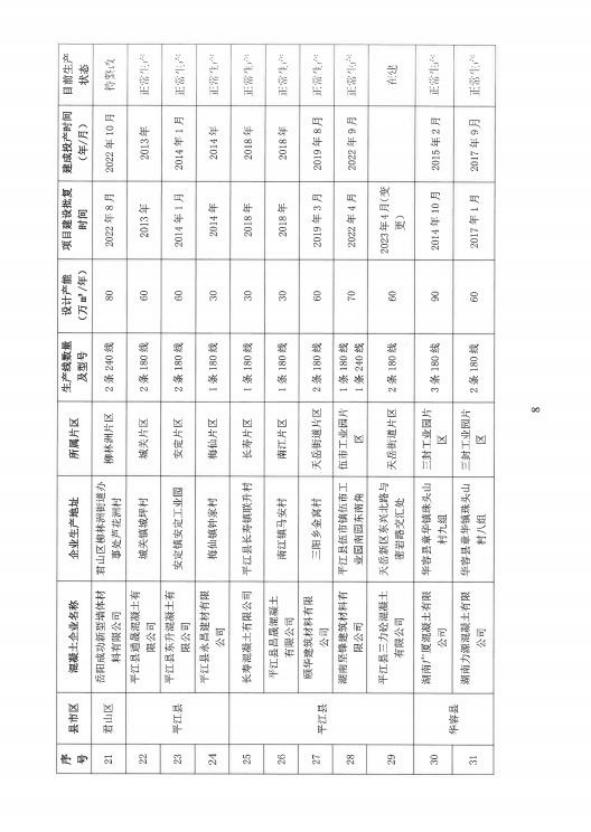 序号 县市区 混凝土企业名称 企业生产地址 所属片区 生产线数量及型号 设计产能（万m³/年） 项目建设批复时间 建成投产时间（年/月） 目前生产状态
21 君山区 岳阳成功新型墙体材料有限公司 君山区柳林洲街道办事处芦花洲村 柳林洲片区 2条240线 80 2022年8月 2022年10月 待整改
22 平江县 平江县通晟混凝土有限公司 城关镇城坪村 城关片区 2条180线 60 2013年 2013年 正常生产
23 平江县东升混凝土有限公司 安定镇安定工业园 安定片区 2条180线 60 2014年1月 2014年1月 正常生产
24 平江县永昌建材有限公司 梅仙镇钟家村 梅仙片区 1条180线 30 2014年 2014年 正常生产
25 平江县 长寿混凝土有限公司 平江县长寿镇联升村 长寿片区 1条180线 30 2018年 2018年 正常生产
26 平江县昌晟混凝土有限公司 南江镇马安村 南江片区 1条180线 30 2018年 2018年 正常生产
27 颐华建筑材料有限公司 三阳乡金窝村 天岳街道片区 2条180线 60 2019年3月 2019年8月 正常生产
28 湖南坚锋建筑材料有限公司 平江县伍市镇伍市工业园南园东南角 伍市工业园片区 1条180线 1条240线 70 2022年4月 2022年9月 正常生产
29 平江县三力砼混凝土有限公司 天岳新区东兴北路与密岩路交汇处 天岳街道片区 2条180线 60 2023年4月(变更) 在建
30 华容县 湖南广厦混凝土有限公司 华容县章华镇珠头山村九组 三封工业园片区 3条180线 90 2014年10月 2015年2月 正常生产
31 湖南力源混凝土有限公司 华容县章华镇珠头山村八组 三封工业园片区 2条180线 60 2017年1月 2017年9月 正常生产
8